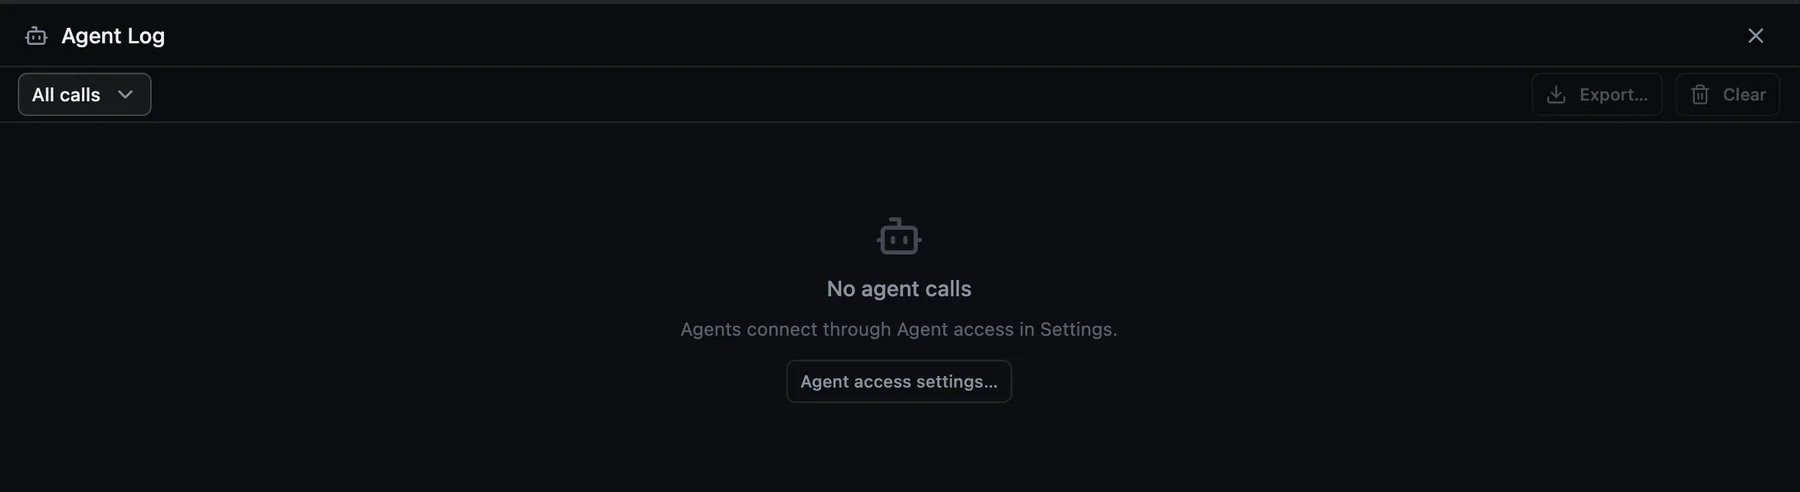 Agent Log
All calls
Export...
Clear
No agent calls
Agents connect through Agent access in Settings.
Agent access settings...